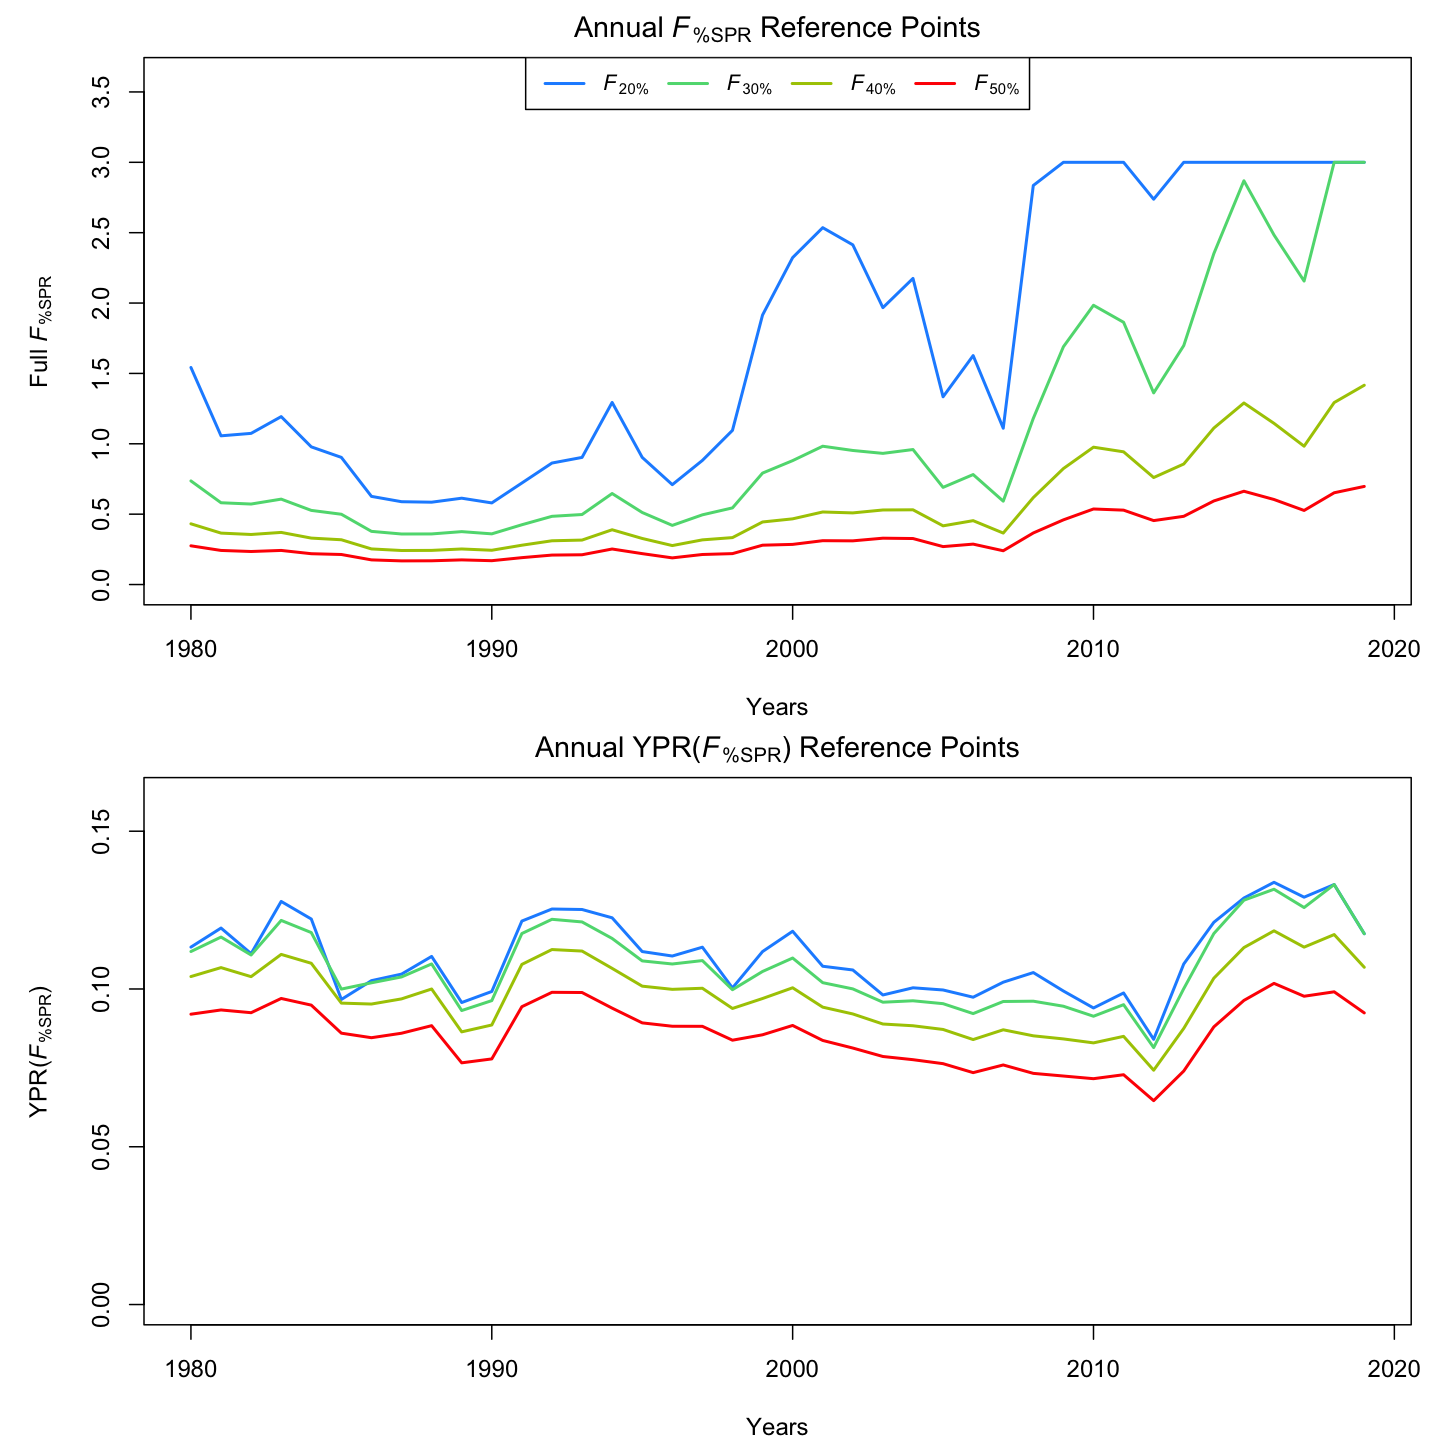 Annual F%SPR Reference Points
F20% F30% F40% F50%
3.5
3.0
2.5
2.0
1.5
1.0
0.5
0.0
Full F%SPR
1980 1990 2000 2010 2020
Years
Annual YPR(F%SPR) Reference Points
0.15
0.10
0.05
0.00
YPR(F%SPR)
1980 1990 2000 2010 2020
Years